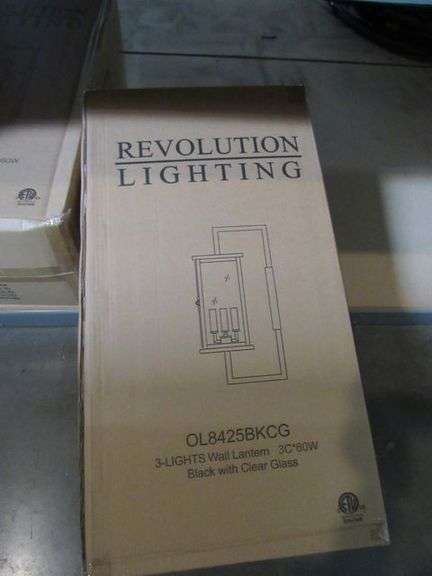 REVOLUTION
LIGHTING
OL8425BKCG
3-LIGHTS Wall Lantern 3C*60W
Black with Clear Glass